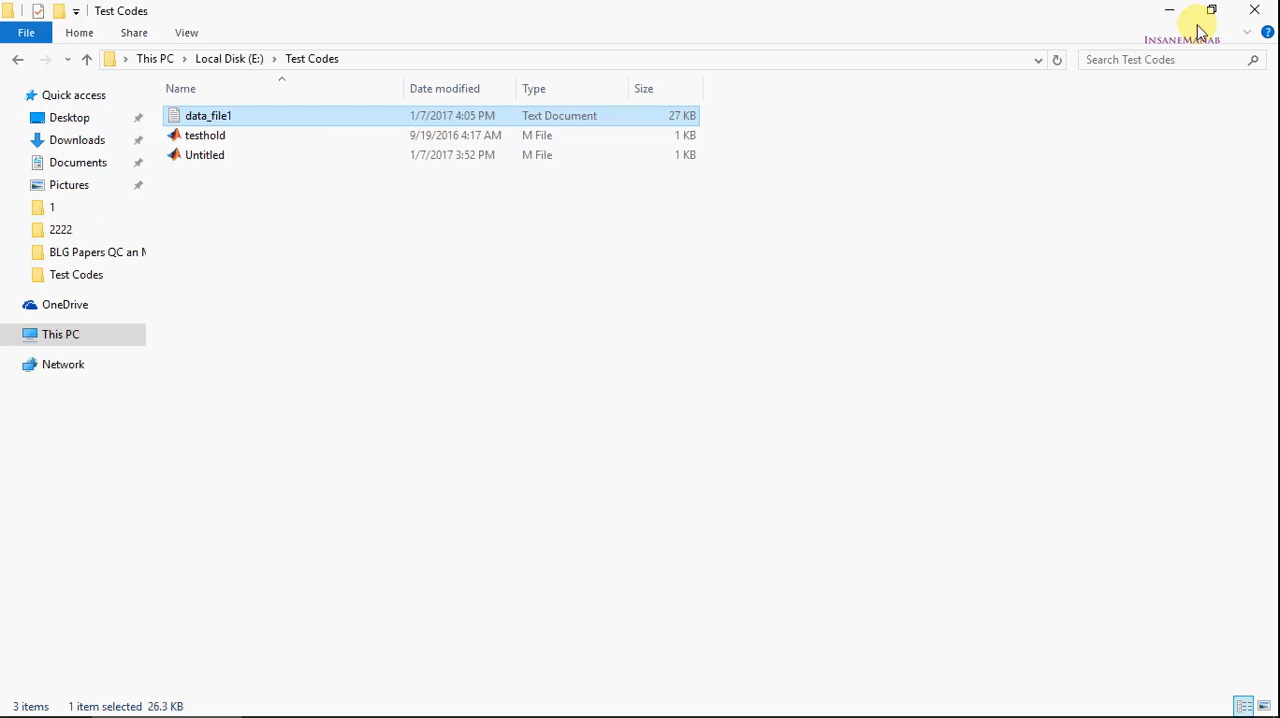 Test Codes
File Home Share View
InsaneManab
This PC Local Disk (E:) Test Codes
Search Test Codes
Name Date modified Type Size
Quick access
Desktop
Downloads
Documents
Pictures
1
2222
BLG Papers QC an M
Test Codes
OneDrive
This PC
Network
data_file1 1/7/2017 4:05 PM Text Document 27 KB
testhold 9/19/2016 4:17 AM M File 1 KB
Untitled 1/7/2017 3:52 PM M File 1 KB
3 items 1 item selected 26.3 KB